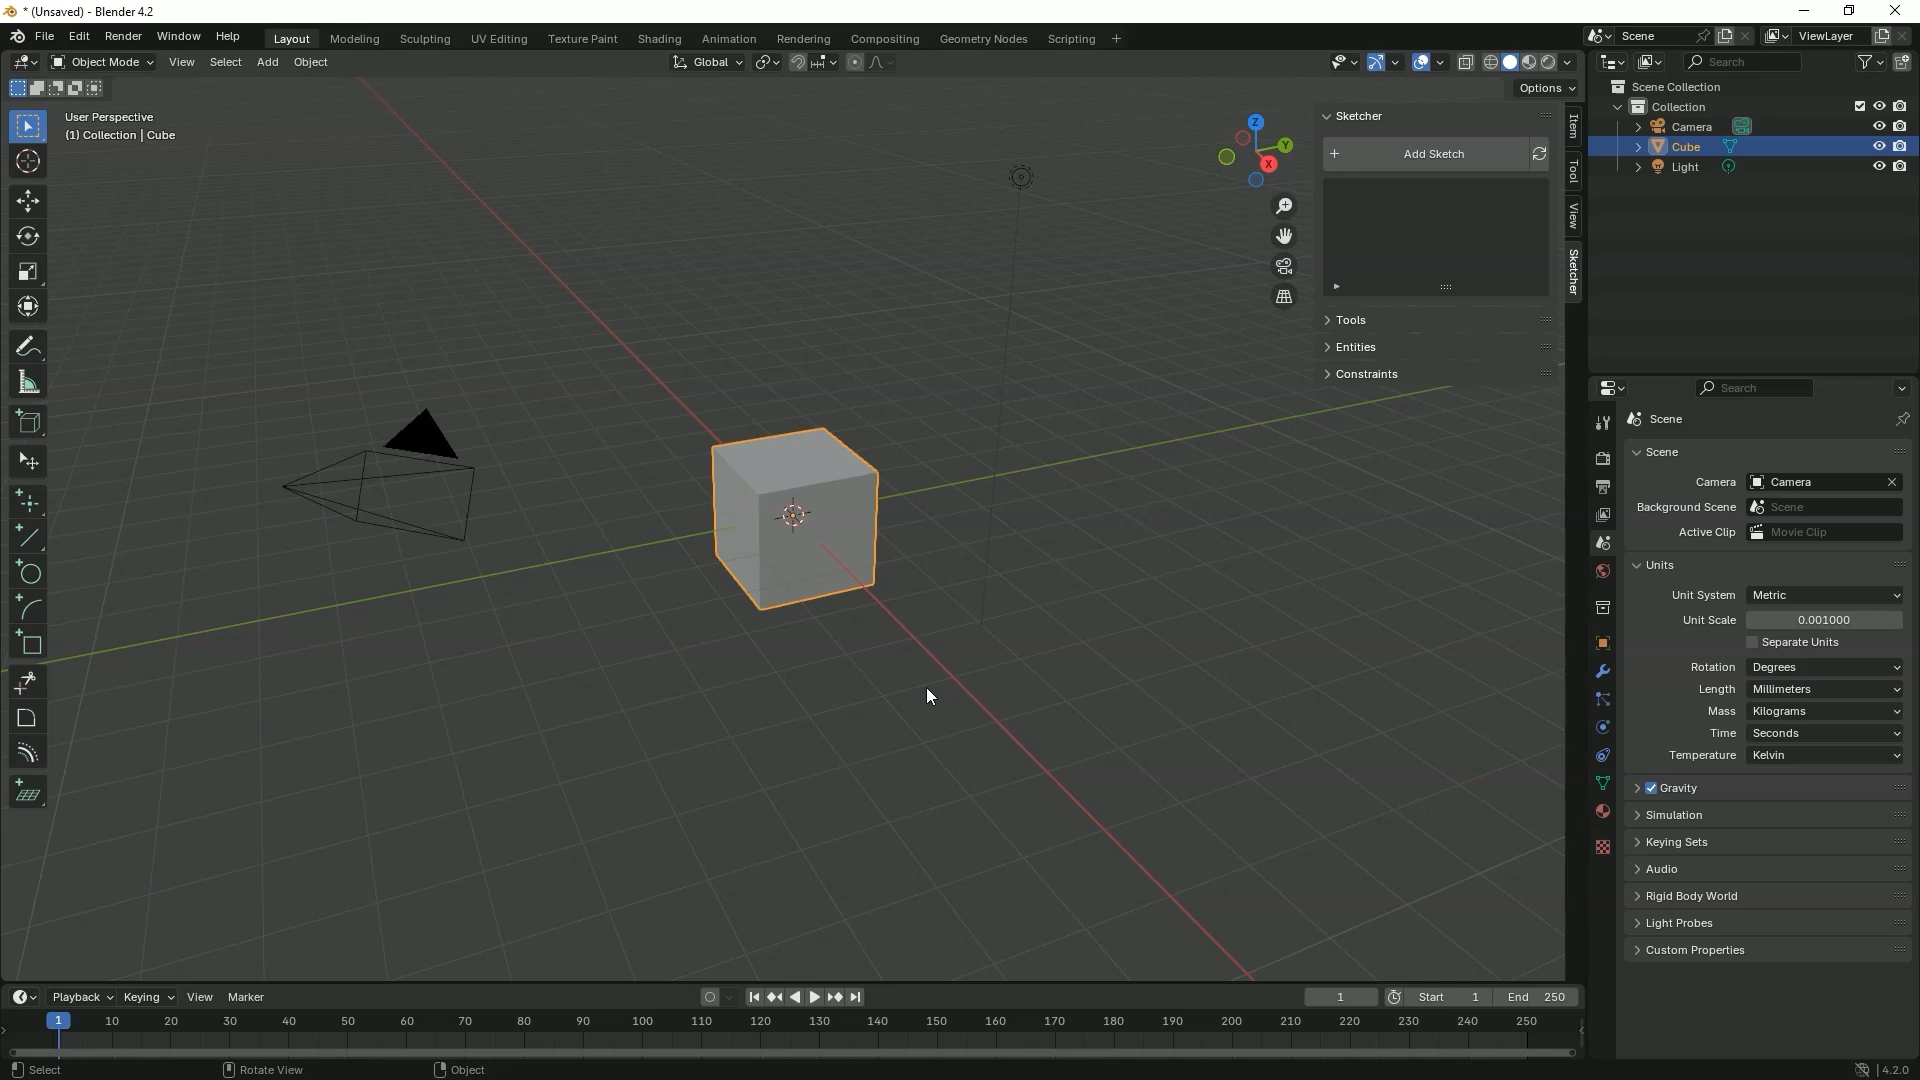 * (Unsaved) - Blender 4.2
File Edit Render Window Help Layout Modeling Sculpting UV Editing Texture Paint Shading Animation Rendering Compositing Geometry Nodes Scripting + Scene ViewLayer
Object Mode View Select Add Object Global Search
Options
User Perspective
(1) Collection | Cube
Z
Y
X
Sketcher
+ Add Sketch
Tools
Entities
Constraints
Item
Tool
View
Sketcher
Scene Collection
Collection
Camera
Cube
Light
Search
Scene
Scene
Camera Camera
Background Scene Scene
Active Clip Movie Clip
Units
Unit System Metric
Unit Scale 0.001000
Separate Units
Rotation Degrees
Length Millimeters
Mass Kilograms
Time Seconds
Temperature Kelvin
Gravity
Simulation
Keying Sets
Audio
Rigid Body World
Light Probes
Custom Properties
Playback Keying View Marker 1 Start 1 End 250
1 10 20 30 40 50 60 70 80 90 100 110 120 130 140 150 160 170 180 190 200 210 220 230 240 250
Select Rotate View Object 4.2.0